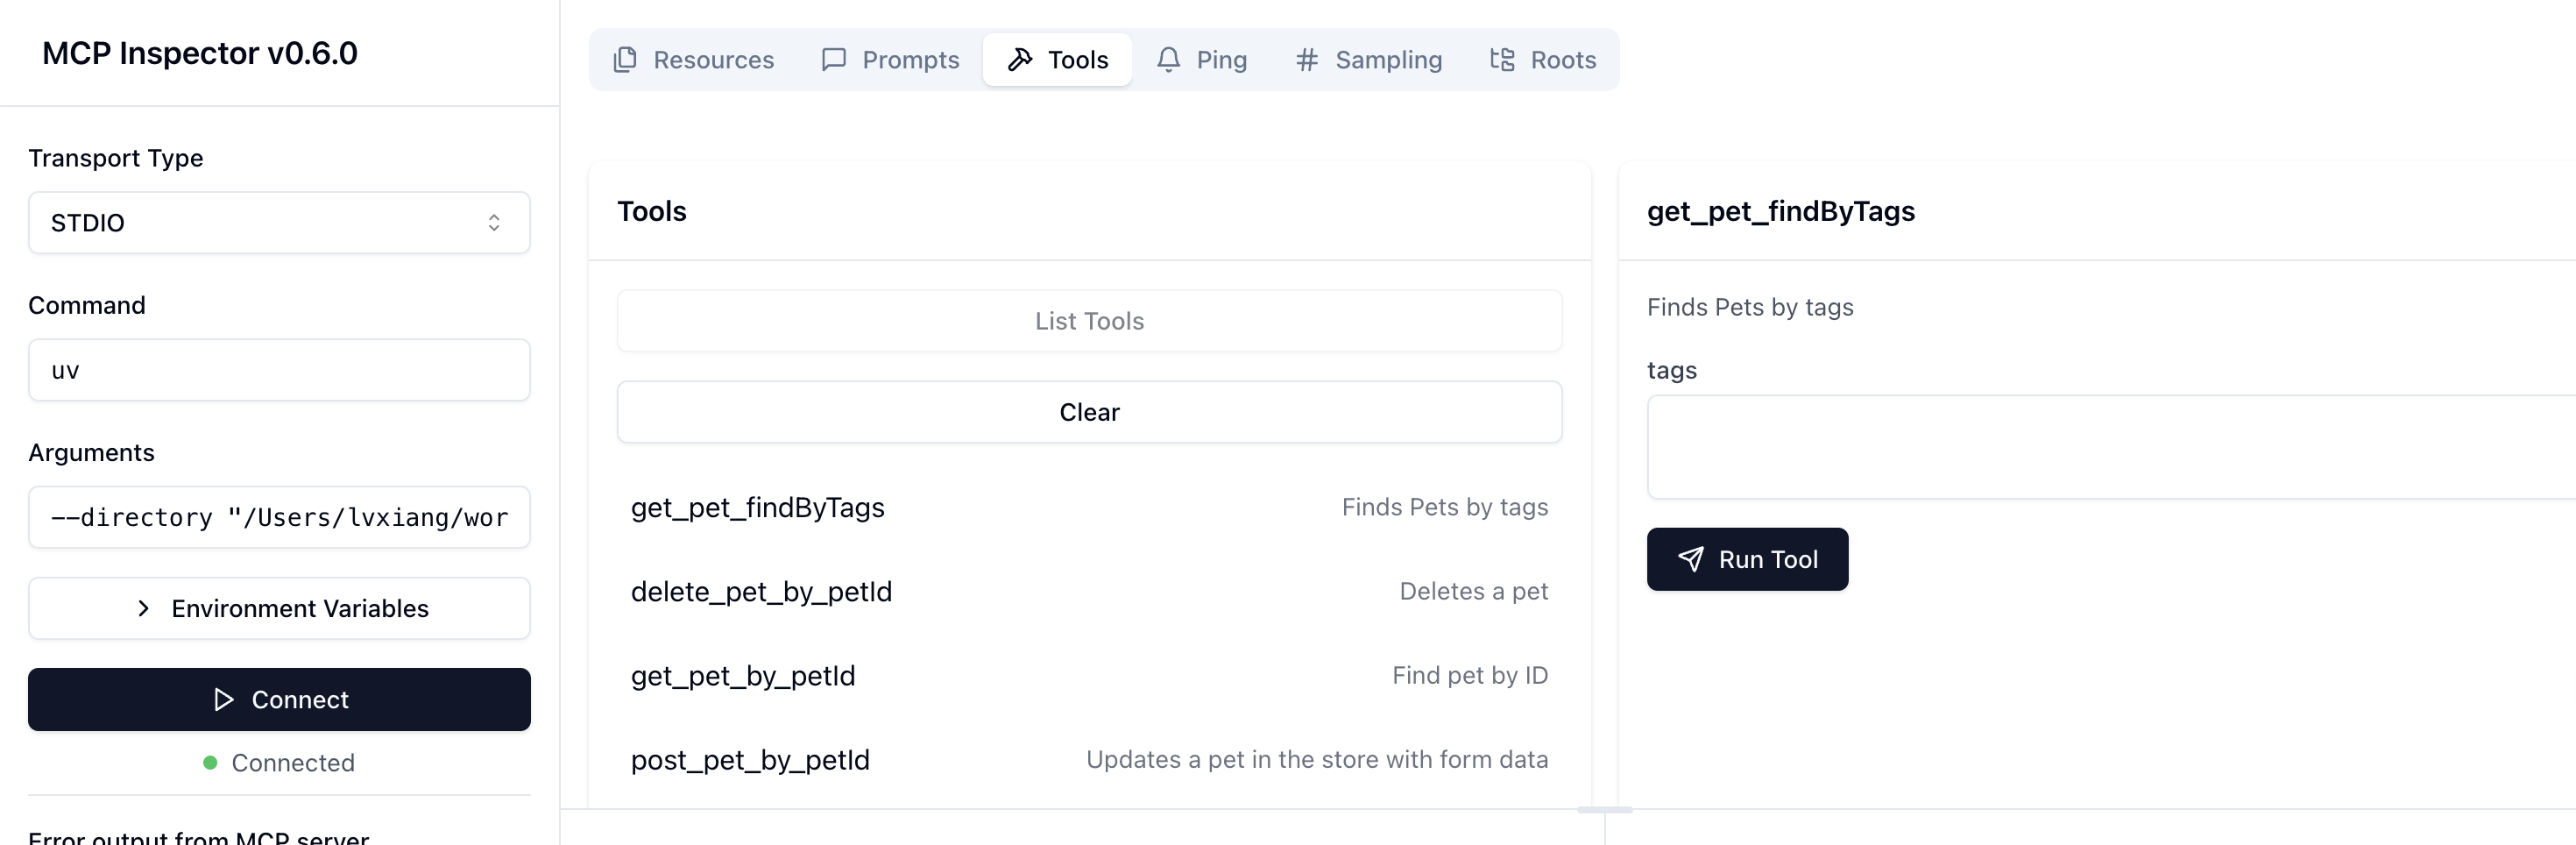 MCP Inspector v0.6.0
Resources
Prompts
Tools
Ping
Sampling
Roots
Transport Type
STDIO
Command
uv
Arguments
--directory "/Users/lvxiang/wor
Environment Variables
Connect
Connected
Error output from MCP server
Tools
List Tools
Clear
get_pet_findByTags Finds Pets by tags
delete_pet_by_petId Deletes a pet
get_pet_by_petId Find pet by ID
post_pet_by_petId Updates a pet in the store with form data
get_pet_findByTags
Finds Pets by tags
tags
Run Tool